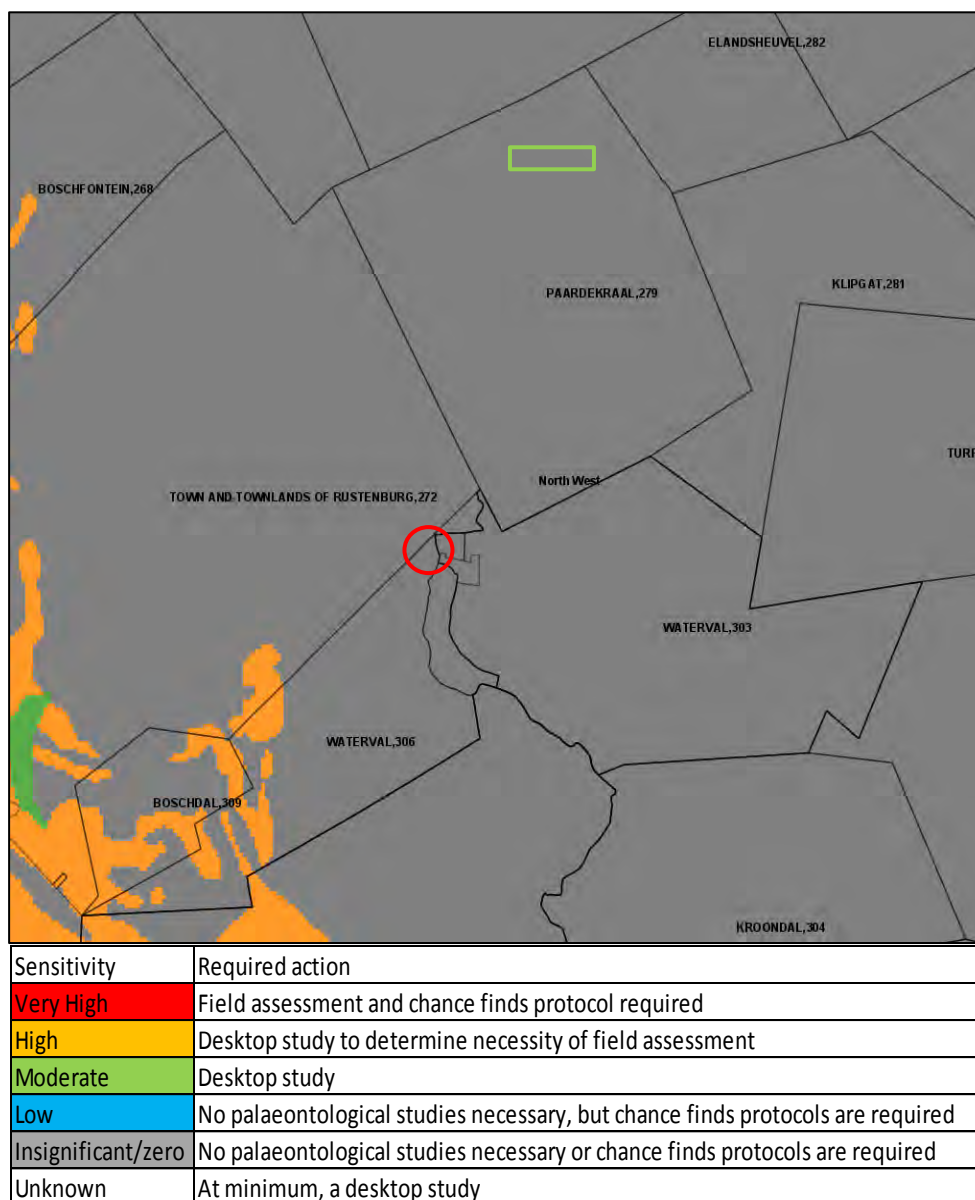 ELANDSHEUVEL,282
BOSCHFONTEIN,268
KLIPGAT,281
PAARDEKRAAL,279
TURF
North West
TOWN AND TOWNLANDS OF RUSTENBURG,272
WATERVAL,303
WATERVAL,306
BOSCHDAL,309
KROONDAL,304
Sensitivity Required action
Very High Field assessment and chance finds protocol required
High Desktop study to determine necessity of field assessment
Moderate Desktop study
Low No palaeontological studies necessary, but chance finds protocols are required
Insignificant/zero No palaeontological studies necessary or chance finds protocols are required
Unknown At minimum, a desktop study